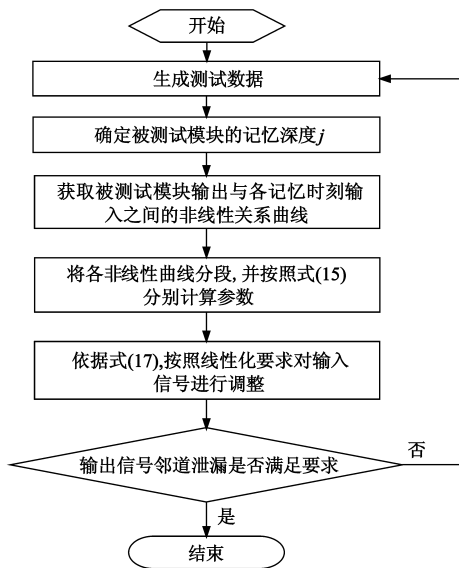 开始
生成测试数据
确定被测试模块的记忆深度j
获取被测试模块输出与各记忆时刻输
入之间的非线性关系曲线
将各非线性曲线分段, 并按照式(15)
分别计算参数
依据式(17),按照线性化要求对输入
信号进行调整
输出信号邻道泄漏是否满足要求
否
是
结束